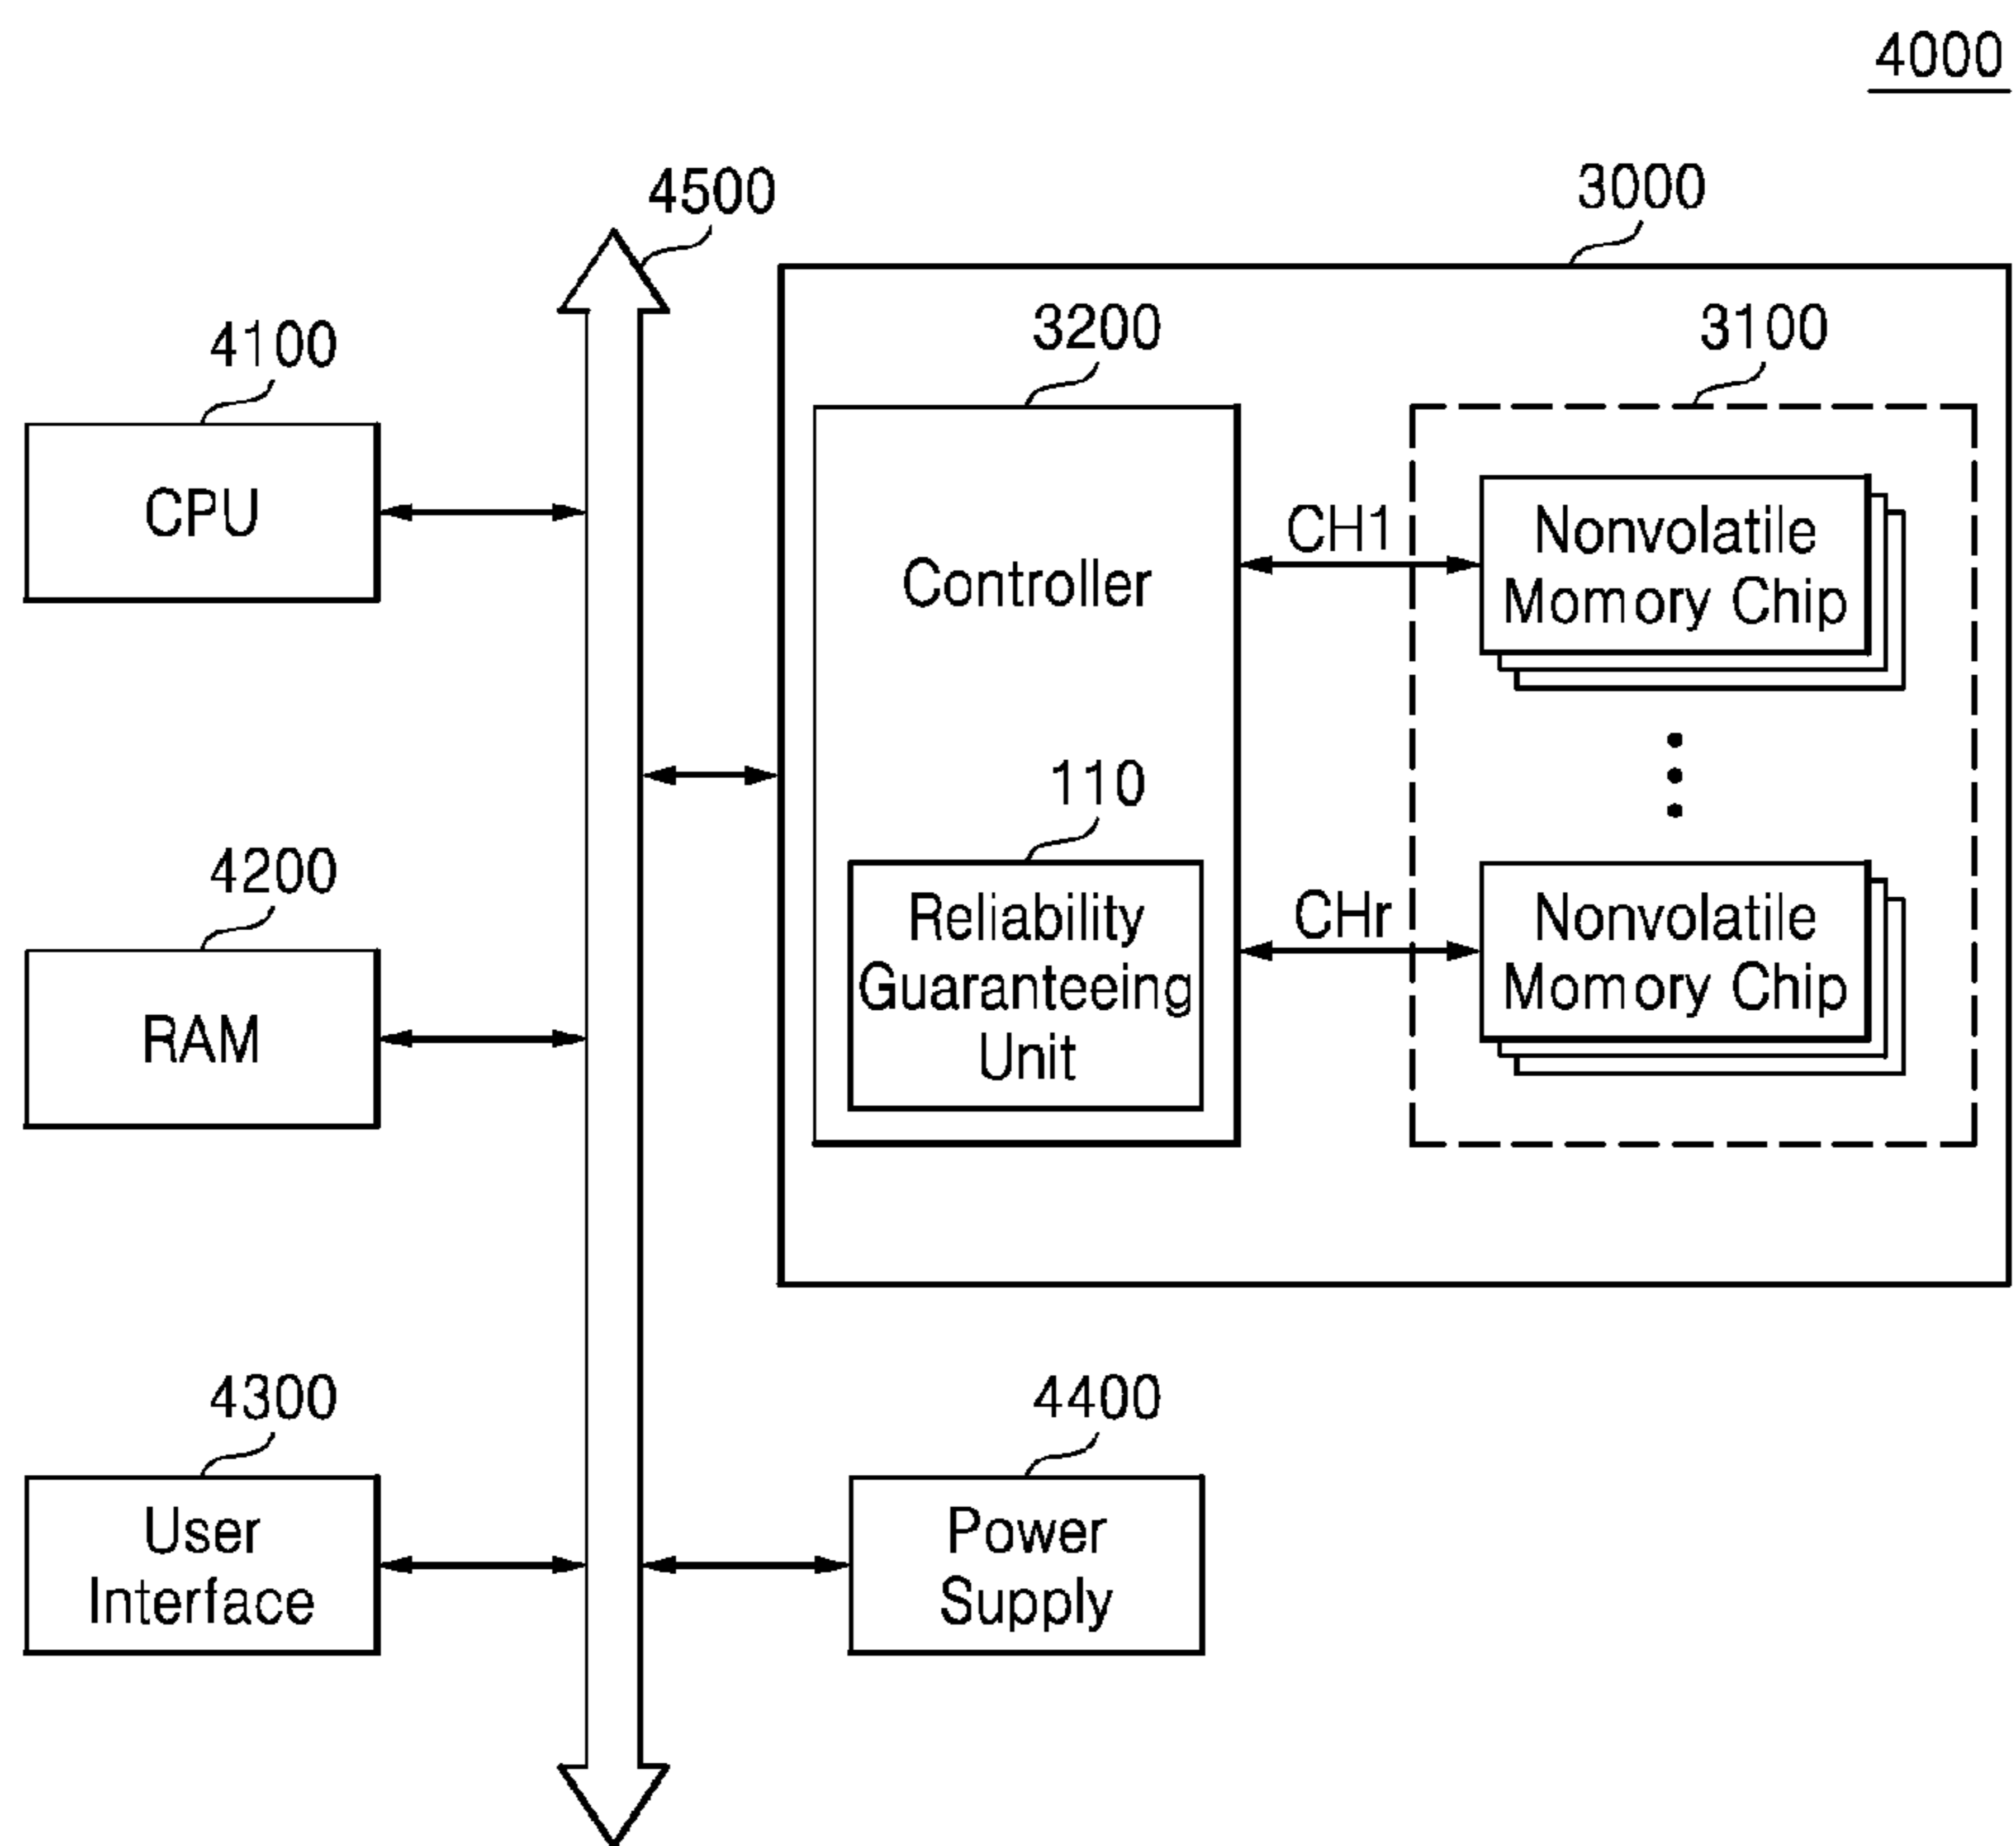 4000
4500
3000
4100
3200
3100
CPU
Controller
CH1
Nonvolatile
Momory Chip
110
4200
RAM
Reliability
Guaranteeing
Unit
CHr
Nonvolatile
Momory Chip
4300
4400
User
Interface
Power
Supply